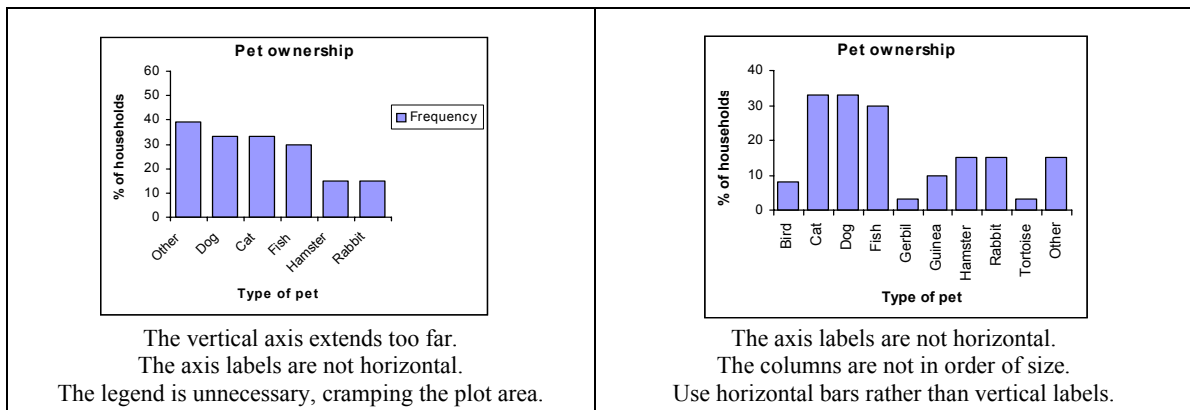 Pet ownership
60
50
40
30
20
10
0
% of households
Other
Dog
Cat
Fish
Hamster
Rabbit
Type of pet
Frequency
The vertical axis extends too far.
The axis labels are not horizontal.
The legend is unnecessary, cramping the plot area.
Pet ownership
40
30
20
10
0
% of households
Bird
Cat
Dog
Fish
Gerbil
Guinea
Hamster
Rabbit
Tortoise
Other
Type of pet
The axis labels are not horizontal.
The columns are not in order of size.
Use horizontal bars rather than vertical labels.